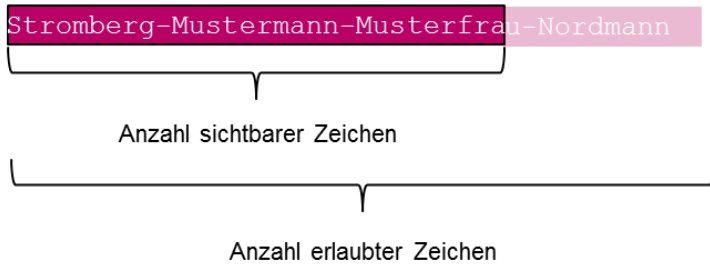 Stromberg-Mustermann-Musterfrau-Nordmann
Anzahl sichtbarer Zeichen
Anzahl erlaubter Zeichen